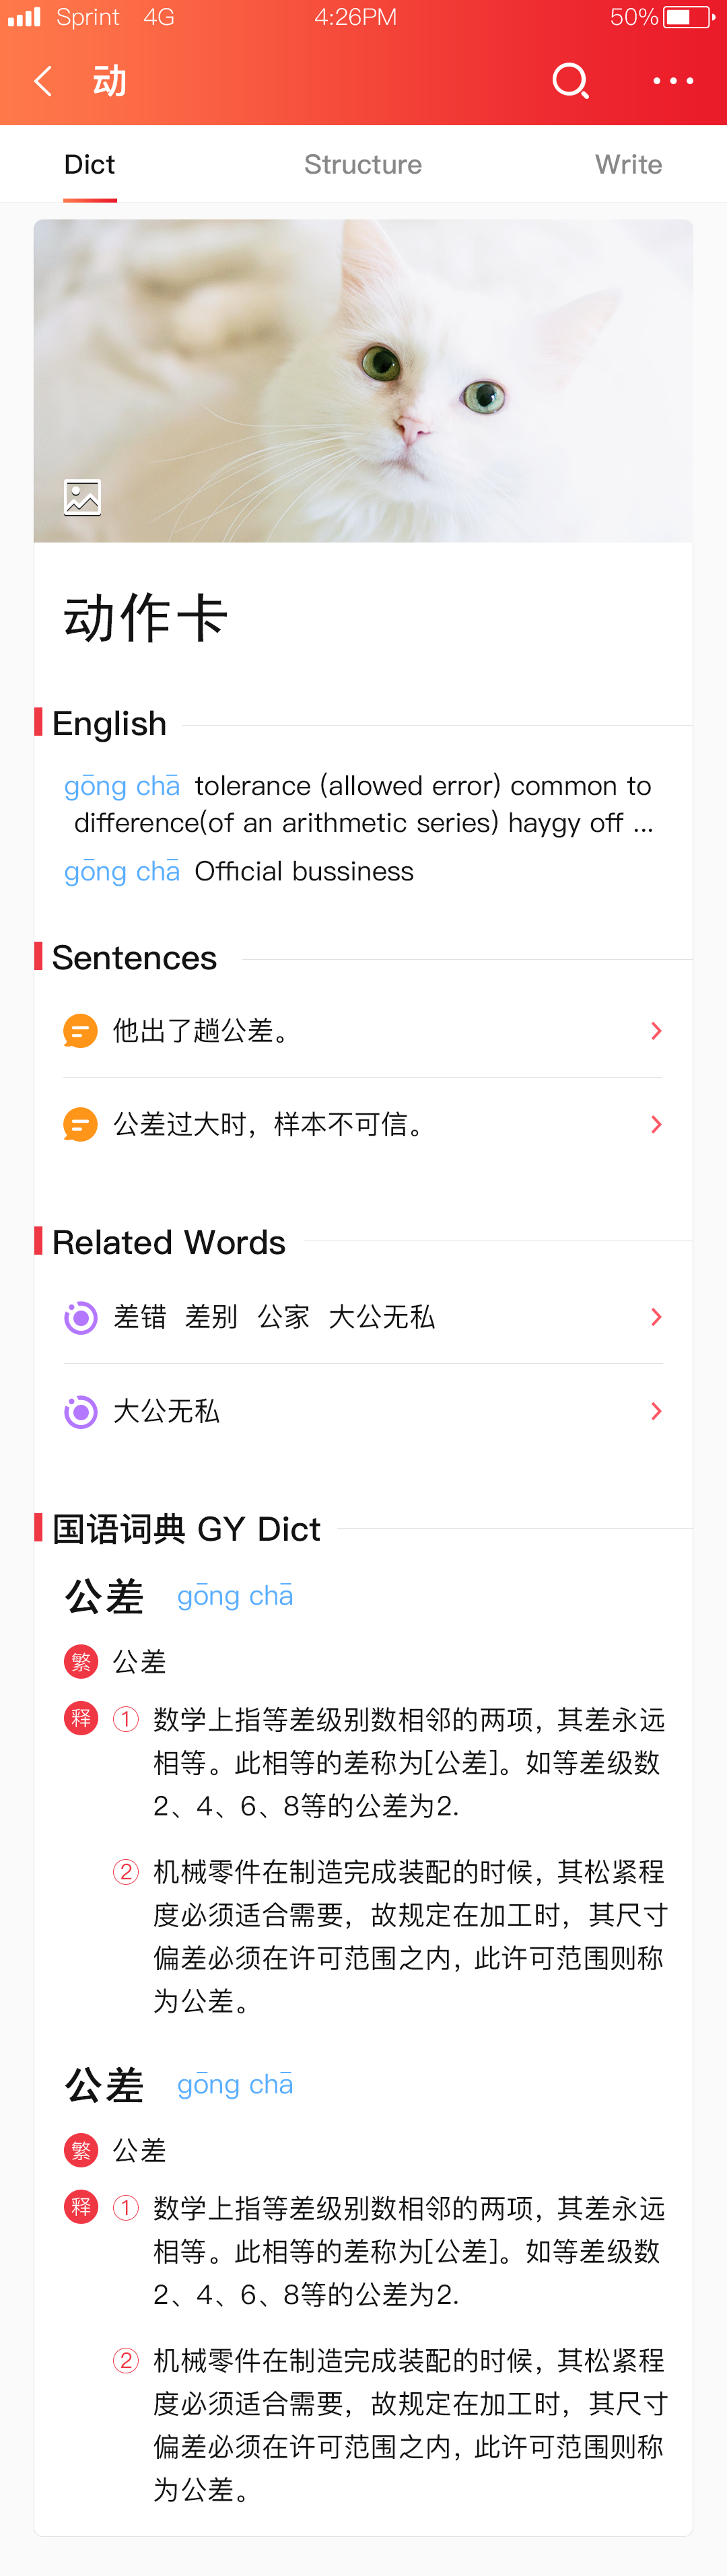 Sprint 4G 4:26PM 50%
动
Dict Structure Write
动作卡
English
gōng chā tolerance (allowed error) common to
difference(of an arithmetic series) haygy off ...
gōng chā Official bussiness
Sentences
他出了趟公差。
公差过大时，样本不可信。
Related Words
差错 差别 公家 大公无私
大公无私
国语词典 GY Dict
公差 gōng chā
繁 公差
释 ① 数学上指等差级别数相邻的两项，其差永远
相等。此相等的差称为[公差]。如等差级数
2、4、6、8等的公差为2.
② 机械零件在制造完成装配的时候，其松紧程
度必须适合需要，故规定在加工时，其尺寸
偏差必须在许可范围之内，此许可范围则称
为公差。
公差 gōng chā
繁 公差
释 ① 数学上指等差级别数相邻的两项，其差永远
相等。此相等的差称为[公差]。如等差级数
2、4、6、8等的公差为2.
② 机械零件在制造完成装配的时候，其松紧程
度必须适合需要，故规定在加工时，其尺寸
偏差必须在许可范围之内，此许可范围则称
为公差。